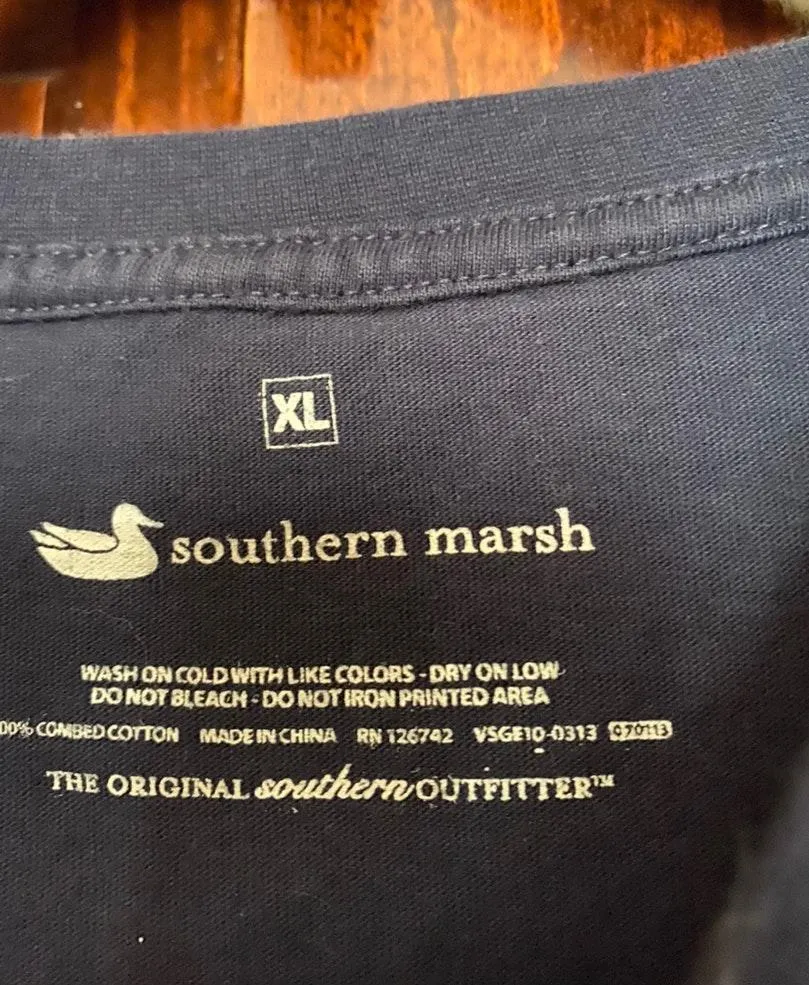 XL
southern marsh
WASH ON COLD WITH LIKE COLORS - DRY ON LOW
DO NOT BLEACH - DO NOT IRON PRINTED AREA
00% COMBED COTTON MADE IN CHINA RN 126742 VSGE10-0313 070113
THE ORIGINAL southern OUTFITTER™